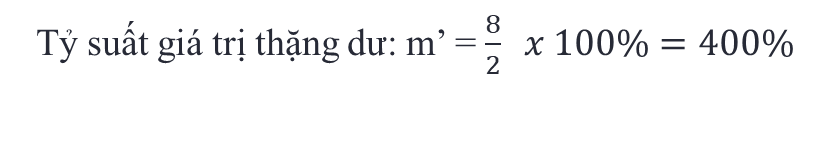 Tỷ suất giá trị thặng dư: m’ = 8/2 x 100% = 400%